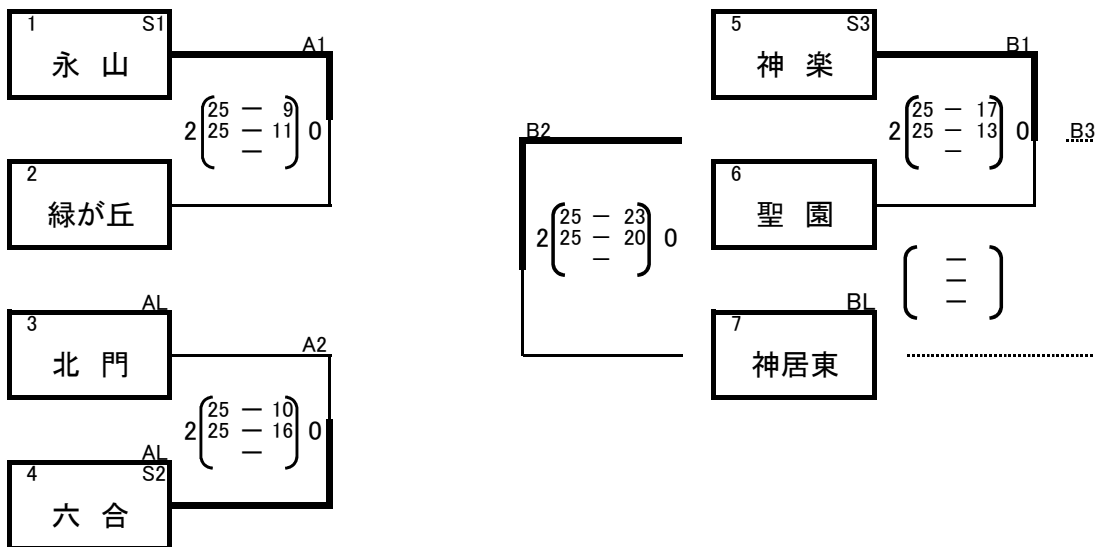 1 S1
永 山
A1
25 － 9
2 25 － 11 0
－
2
緑が丘
AL
3
北 門
A2
25 － 10
2 25 － 16 0
－
AL
4 S2
六 合
B2
25 － 23
2 25 － 20 0
－
5 S3
神 楽
B1
25 － 17
2 25 － 13 0
－
B3
6
聖 園
－
－
－
BL
7
神居東